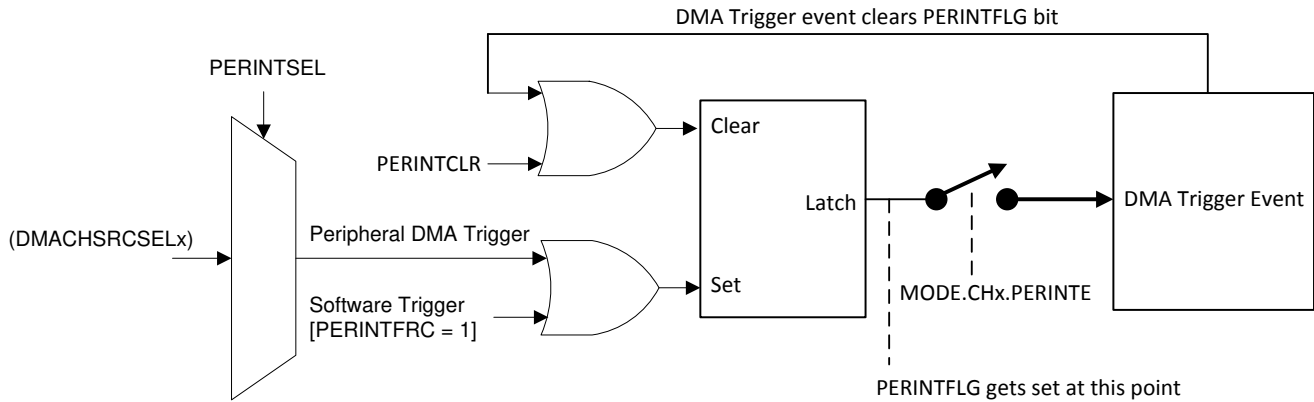 DMA Trigger event clears PERINTFLG bit
PERINTSEL
Clear
PERINTCLR
Latch
DMA Trigger Event
(DMACHSRCSELx)
Peripheral DMA Trigger
Set
MODE.CHx.PERINTE
Software Trigger
[PERINTFRC = 1]
PERINTFLG gets set at this point